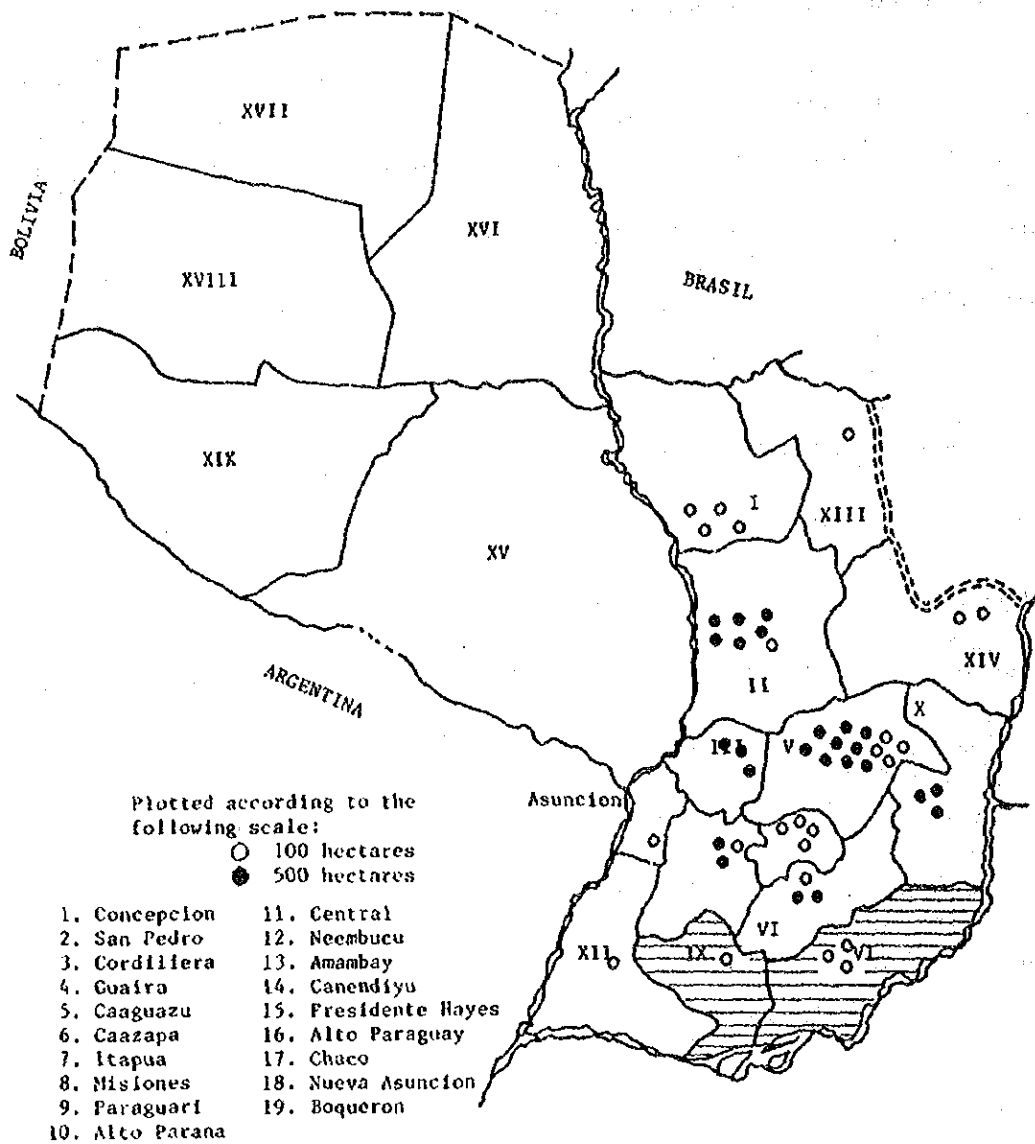 XVII
BOLIVIA
XVI
XVIII
BRASIL
XIX
I
XIII
XV
XIV
ARGENTINA
II
X
III
V
Plotted according to the
following scale:
100 hectares
500 hectares
Asuncion
VI
XII
IX
VI
1. Concepcion
2. San Pedro
3. Cordillera
4. Guaira
5. Caaguazu
6. Caazapa
7. Itapua
8. Misiones
9. Paraguari
10. Alto Parana
11. Central
12. Neembucu
13. Amambay
14. Canendiyu
15. Presidente Hayes
16. Alto Paraguay
17. Chaco
18. Nueva Asuncion
19. Boqueron